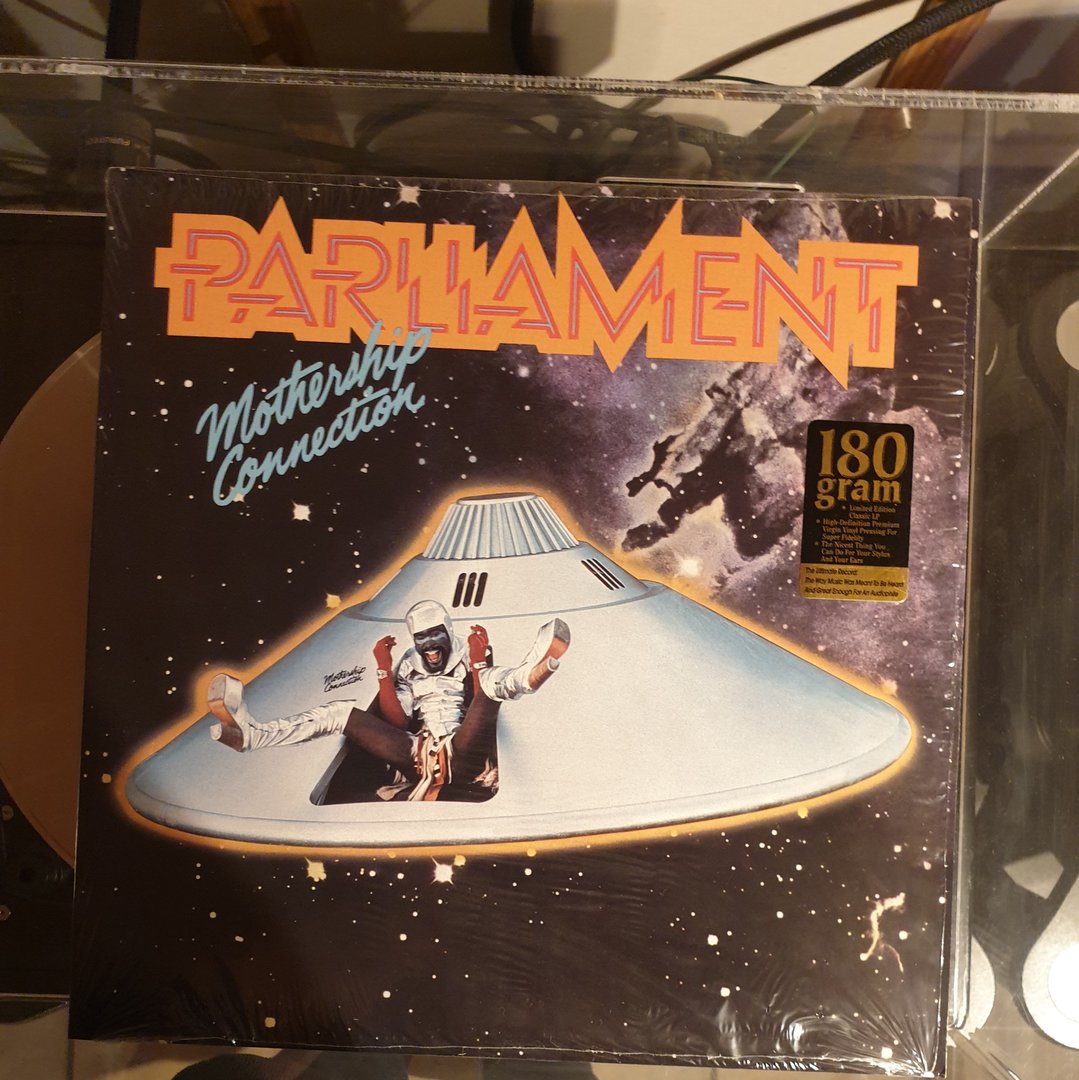 PARLIAMENT
Mothership
Connection
180
gram
• Limited Edition
Classic LP
• High-Definition Premium
Virgin Vinyl Pressing For
Super Fidelity
• The Nicest Thing You
Can Do For Your Stylus
And Your Ears
The Ultimate Record:
The Way Music Was Meant To Be Heard
And Great Enough For An Audiophile
Mothership
Connection